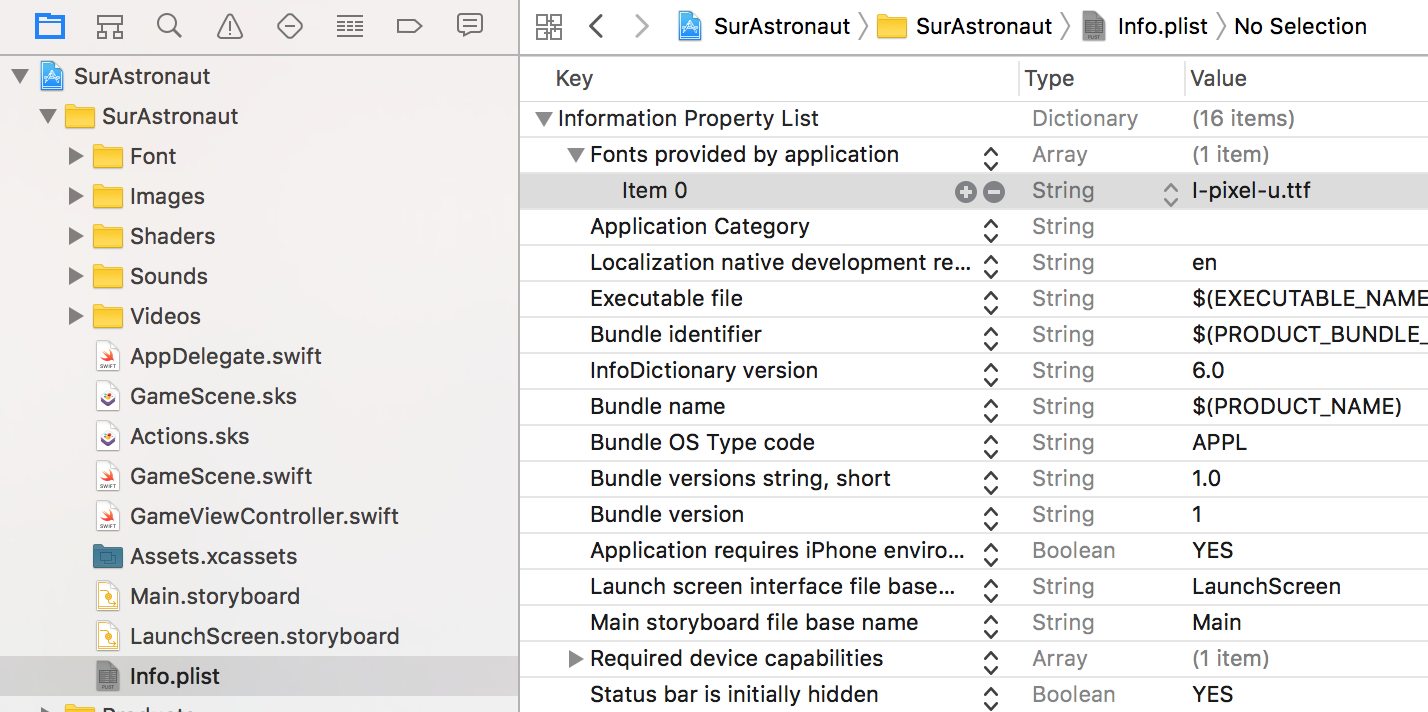 SurAstronaut
SurAstronaut
Info.plist
No Selection
SurAstronaut
SurAstronaut
Font
Images
Shaders
Sounds
Videos
AppDelegate.swift
GameScene.sks
Actions.sks
GameScene.swift
GameViewController.swift
Assets.xcassets
Main.storyboard
LaunchScreen.storyboard
Info.plist
Key Type Value
Information Property List Dictionary (16 items)
Fonts provided by application Array (1 item)
Item 0 String l-pixel-u.ttf
Application Category String
Localization native development re... String en
Executable file String $(EXECUTABLE_NAME
Bundle identifier String $(PRODUCT_BUNDLE_
InfoDictionary version String 6.0
Bundle name String $(PRODUCT_NAME)
Bundle OS Type code String APPL
Bundle versions string, short String 1.0
Bundle version String 1
Application requires iPhone enviro... Boolean YES
Launch screen interface file base... String LaunchScreen
Main storyboard file base name String Main
Required device capabilities Array (1 item)
Status bar is initially hidden Boolean YES